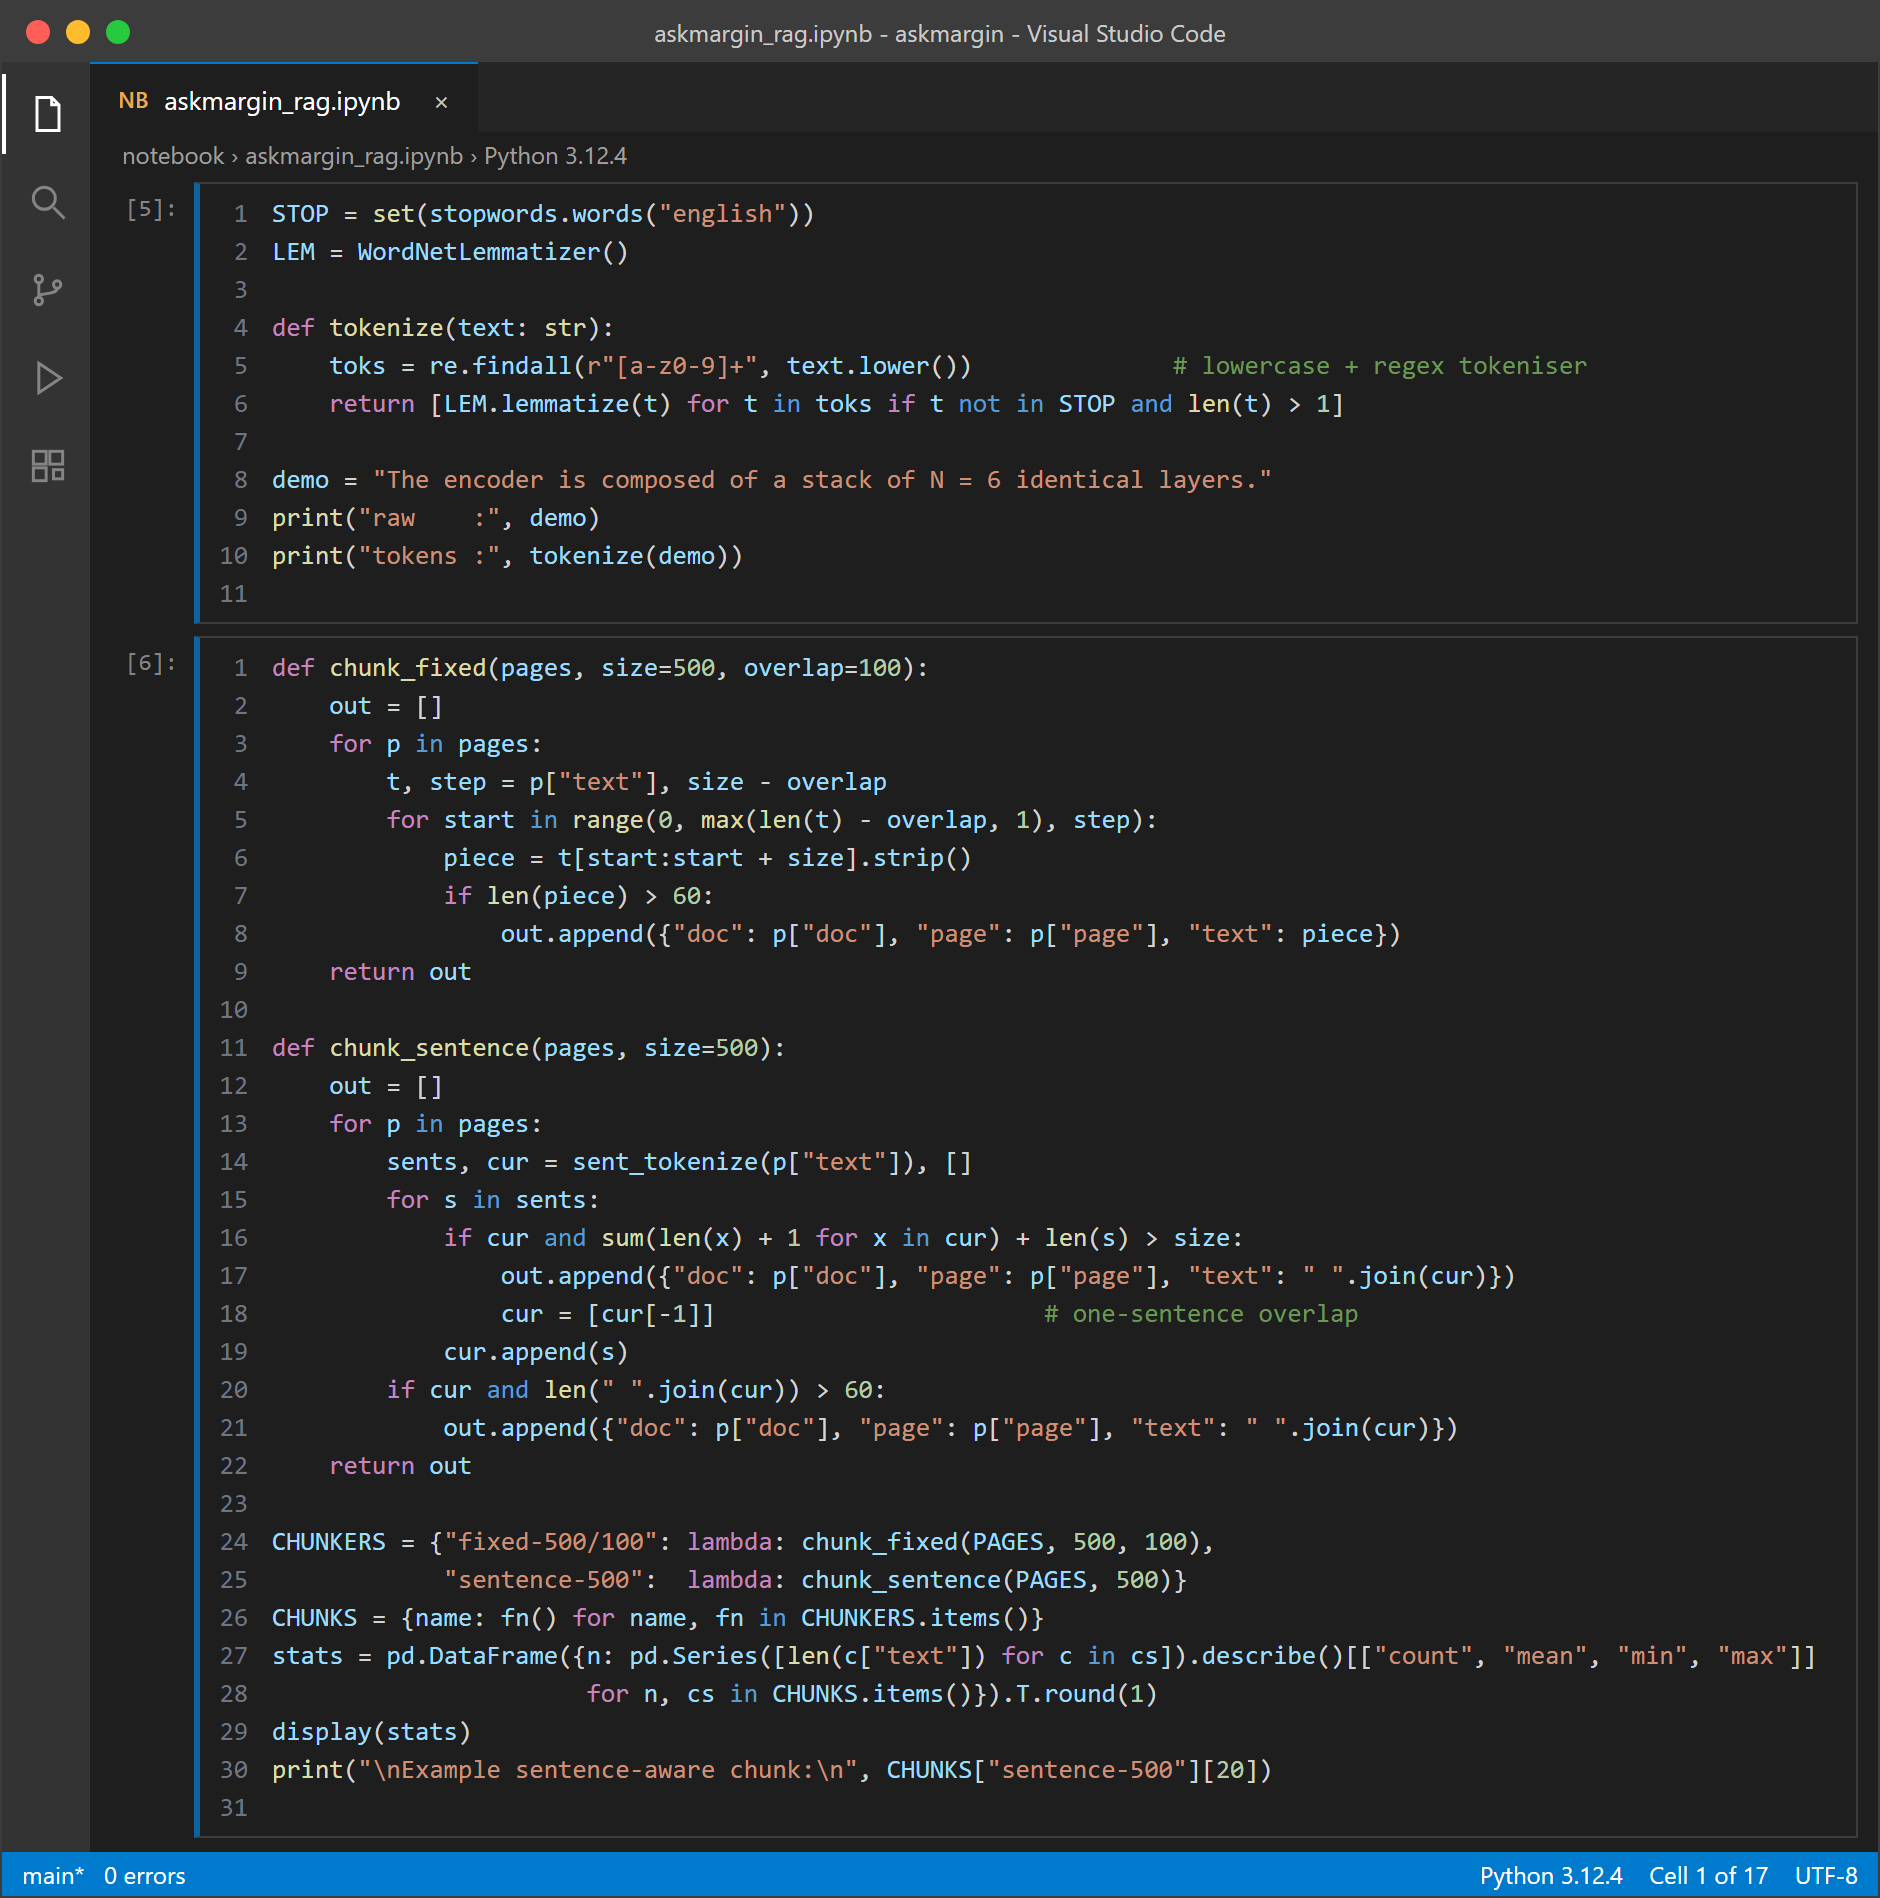 askmargin_rag.ipynb - askmargin - Visual Studio Code
NB askmargin_rag.ipynb ×
notebook › askmargin_rag.ipynb › Python 3.12.4
[5]:
1 STOP = set(stopwords.words("english"))
2 LEM = WordNetLemmatizer()
3
4 def tokenize(text: str):
5     toks = re.findall(r"[a-z0-9]+", text.lower())              # lowercase + regex tokeniser
6     return [LEM.lemmatize(t) for t in toks if t not in STOP and len(t) > 1]
7
8 demo = "The encoder is composed of a stack of N = 6 identical layers."
9 print("raw    :", demo)
10 print("tokens :", tokenize(demo))
11
[6]:
1 def chunk_fixed(pages, size=500, overlap=100):
2     out = []
3     for p in pages:
4         t, step = p["text"], size - overlap
5         for start in range(0, max(len(t) - overlap, 1), step):
6             piece = t[start:start + size].strip()
7             if len(piece) > 60:
8                 out.append({"doc": p["doc"], "page": p["page"], "text": piece})
9     return out
10
11 def chunk_sentence(pages, size=500):
12     out = []
13     for p in pages:
14         sents, cur = sent_tokenize(p["text"]), []
15         for s in sents:
16             if cur and sum(len(x) + 1 for x in cur) + len(s) > size:
17                 out.append({"doc": p["doc"], "page": p["page"], "text": " ".join(cur)})
18                 cur = [cur[-1]]                       # one-sentence overlap
19             cur.append(s)
20         if cur and len(" ".join(cur)) > 60:
21             out.append({"doc": p["doc"], "page": p["page"], "text": " ".join(cur)})
22     return out
23
24 CHUNKERS = {"fixed-500/100": lambda: chunk_fixed(PAGES, 500, 100),
25             "sentence-500":  lambda: chunk_sentence(PAGES, 500)}
26 CHUNKS = {name: fn() for name, fn in CHUNKERS.items()}
27 stats = pd.DataFrame({n: pd.Series([len(c["text"]) for c in cs]).describe()[["count", "mean", "min", "max"]]
28                       for n, cs in CHUNKS.items()}).T.round(1)
29 display(stats)
30 print("\nExample sentence-aware chunk:\n", CHUNKS["sentence-500"][20])
31
main* 0 errors Python 3.12.4 Cell 1 of 17 UTF-8